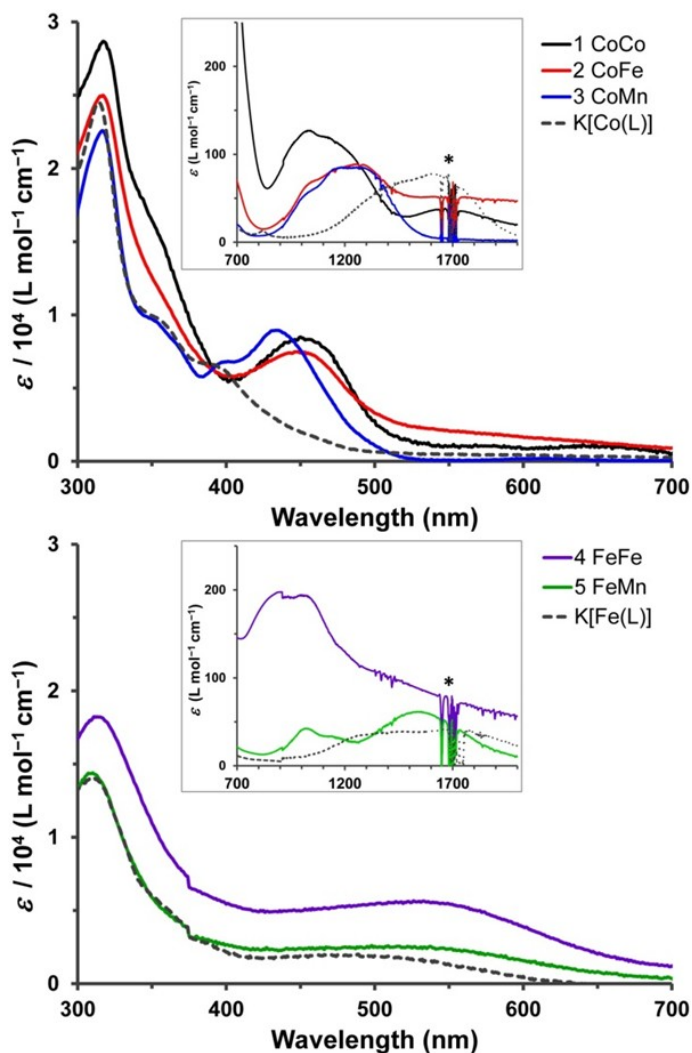 3
2
1
0
ε / 10⁴ (L mol⁻¹ cm⁻¹)
300 400 500 600 700
Wavelength (nm)
200
100
0
ε (L mol⁻¹ cm⁻¹)
700 1200 1700
*
1 CoCo
2 CoFe
3 CoMn
K[Co(L)]
3
2
1
0
ε / 10⁴ (L mol⁻¹ cm⁻¹)
300 400 500 600 700
Wavelength (nm)
200
100
0
ε (L mol⁻¹ cm⁻¹)
700 1200 1700
*
4 FeFe
5 FeMn
K[Fe(L)]